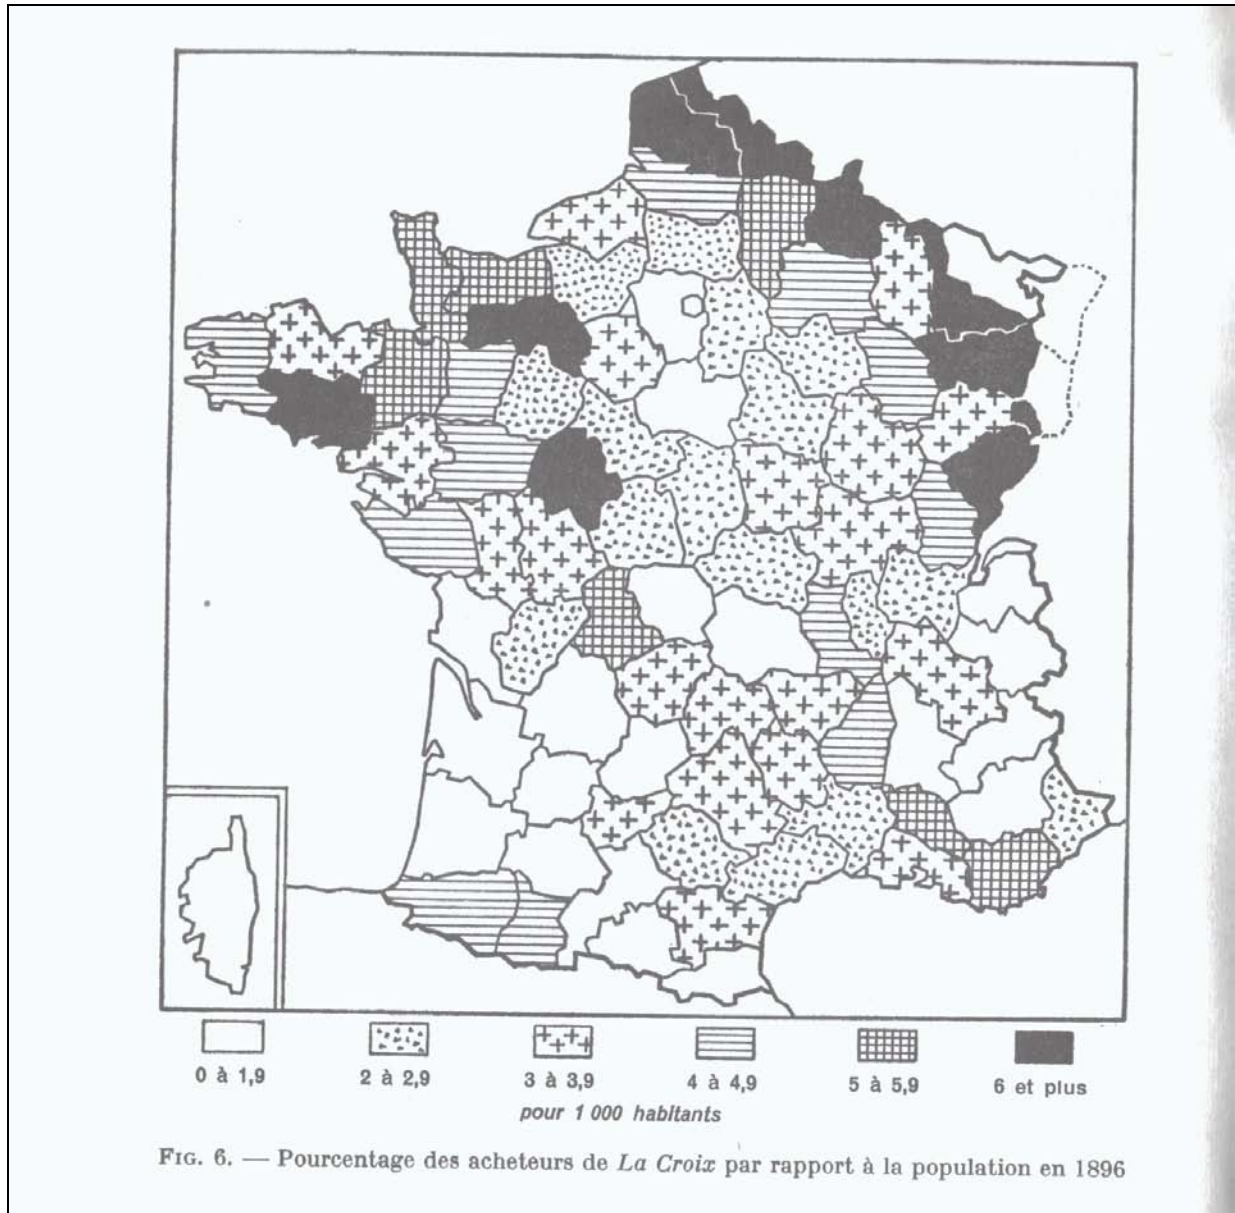 0 à 1,9
2 à 2,9
3 à 3,9
4 à 4,9
5 à 5,9
6 et plus
pour 1 000 habitants
FIG. 6. — Pourcentage des acheteurs de La Croix par rapport à la population en 1896